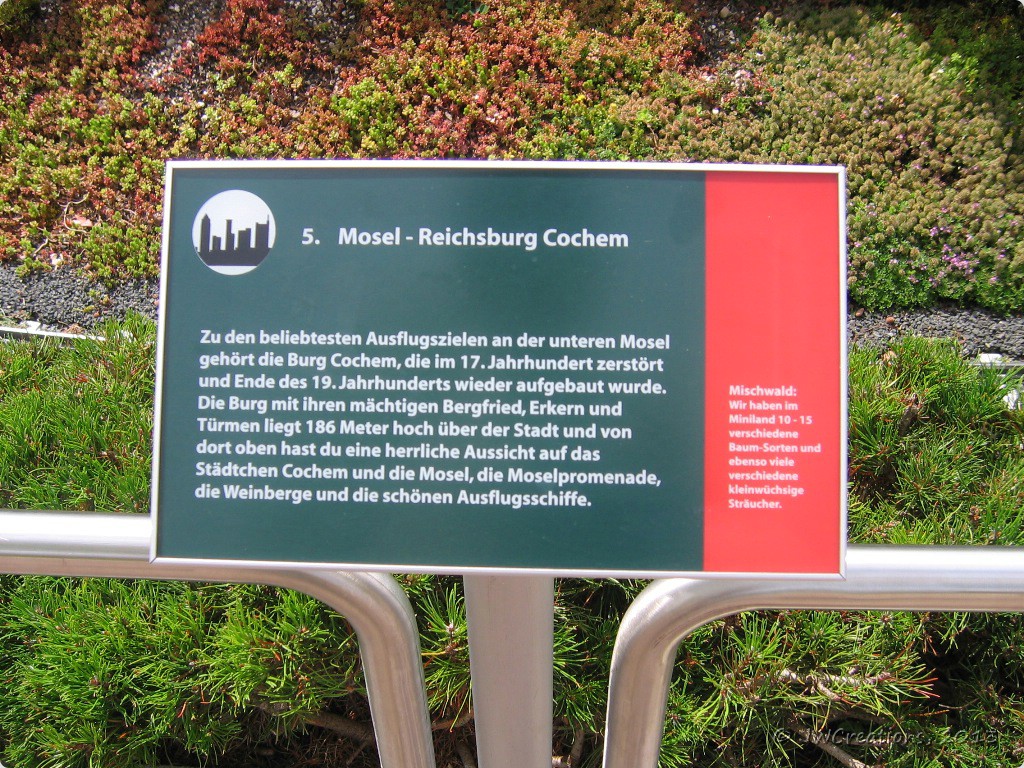 5. Mosel - Reichsburg Cochem
Zu den beliebtesten Ausflugszielen an der unteren Mosel
gehört die Burg Cochem, die im 17. Jahrhundert zerstört
und Ende des 19. Jahrhunderts wieder aufgebaut wurde.
Die Burg mit ihren mächtigen Bergfried, Erkern und
Türmen liegt 186 Meter hoch über der Stadt und von
dort oben hast du eine herrliche Aussicht auf das
Städtchen Cochem und die Mosel, die Moselpromenade,
die Weinberge und die schönen Ausflugsschiffe.
Mischwald:
Wir haben im
Miniland 10 - 15
verschiedene
Baum-Sorten und
ebenso viele
verschiedene
kleinwüchsige
Sträucher.
© JWCreations, 2018